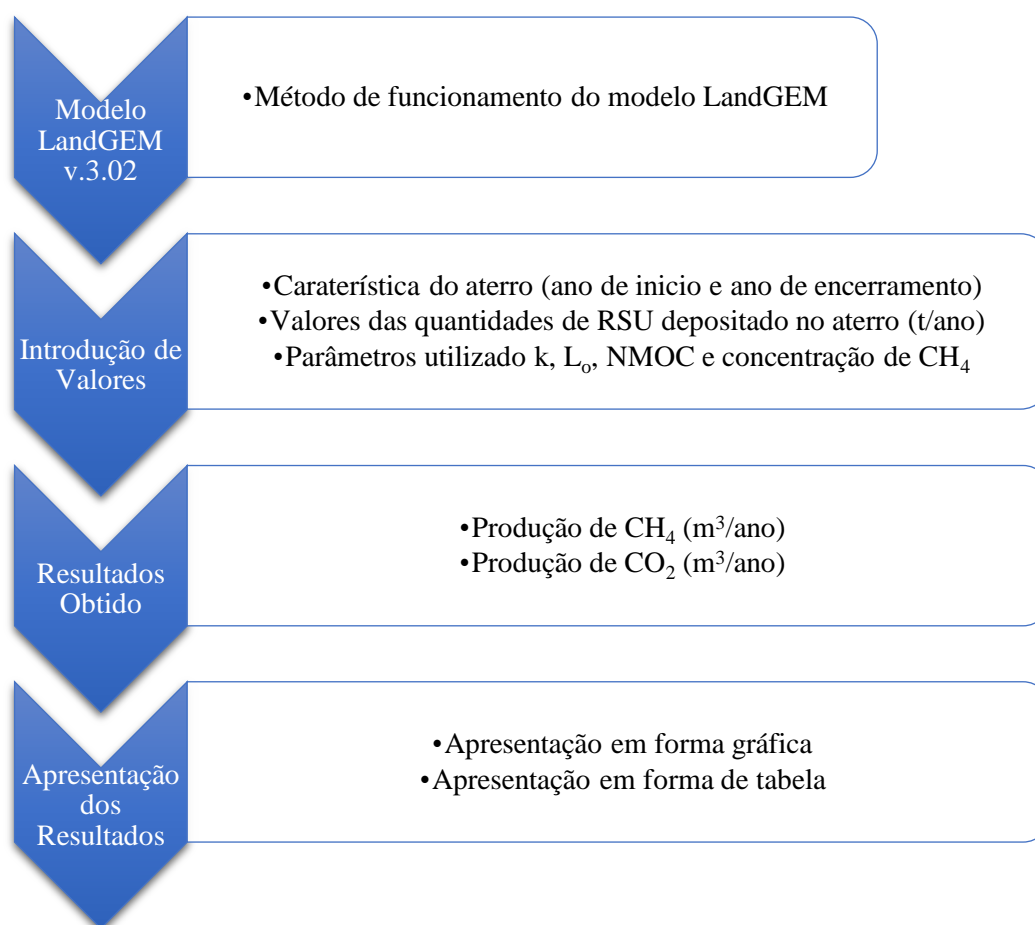 Modelo
LandGEM
v.3.02
•Método de funcionamento do modelo LandGEM
Introdução de
Valores
•Caraterística do aterro (ano de inicio e ano de encerramento)
•Valores das quantidades de RSU depositado no aterro (t/ano)
•Parâmetros utilizado k, Lₒ, NMOC e concentração de CH₄
Resultados
Obtido
•Produção de CH₄ (m³/ano)
•Produção de CO₂ (m³/ano)
Apresentação
dos
Resultados
•Apresentação em forma gráfica
•Apresentação em forma de tabela